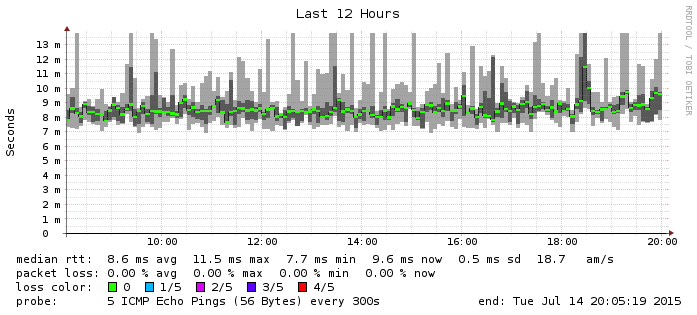 Last 12 Hours
RRDTOOL / TOBI OETIKER
Seconds
13 m
12 m
11 m
10 m
9 m
8 m
7 m
6 m
5 m
4 m
3 m
2 m
1 m
0
10:00 12:00 14:00 16:00 18:00 20:00
median rtt: 8.6 ms avg 11.5 ms max 7.7 ms min 9.6 ms now 0.5 ms sd 18.7 am/s
packet loss: 0.00 % avg 0.00 % max 0.00 % min 0.00 % now
loss color: 0 1/5 2/5 3/5 4/5
probe: 5 ICMP Echo Pings (56 Bytes) every 300s end: Tue Jul 14 20:05:19 2015